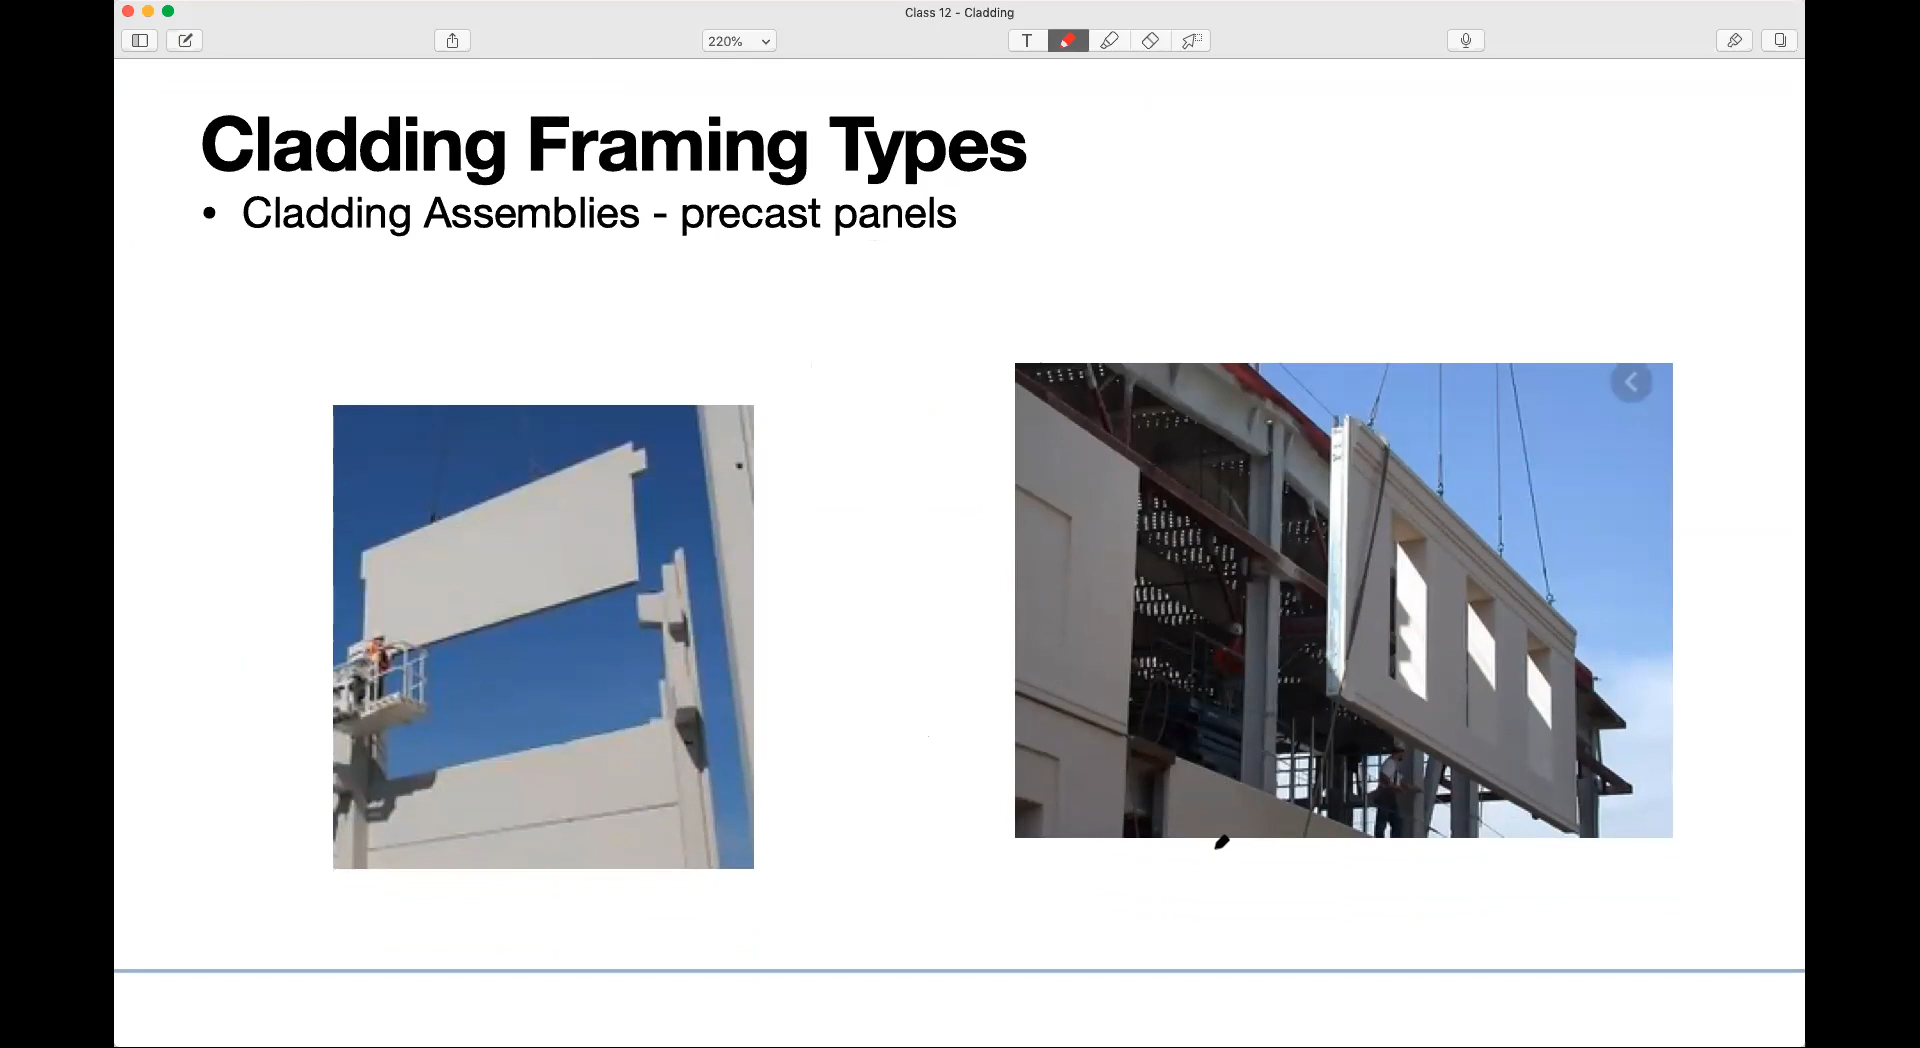 Class 12 - Cladding
220%
T
Cladding Framing Types
• Cladding Assemblies - precast panels